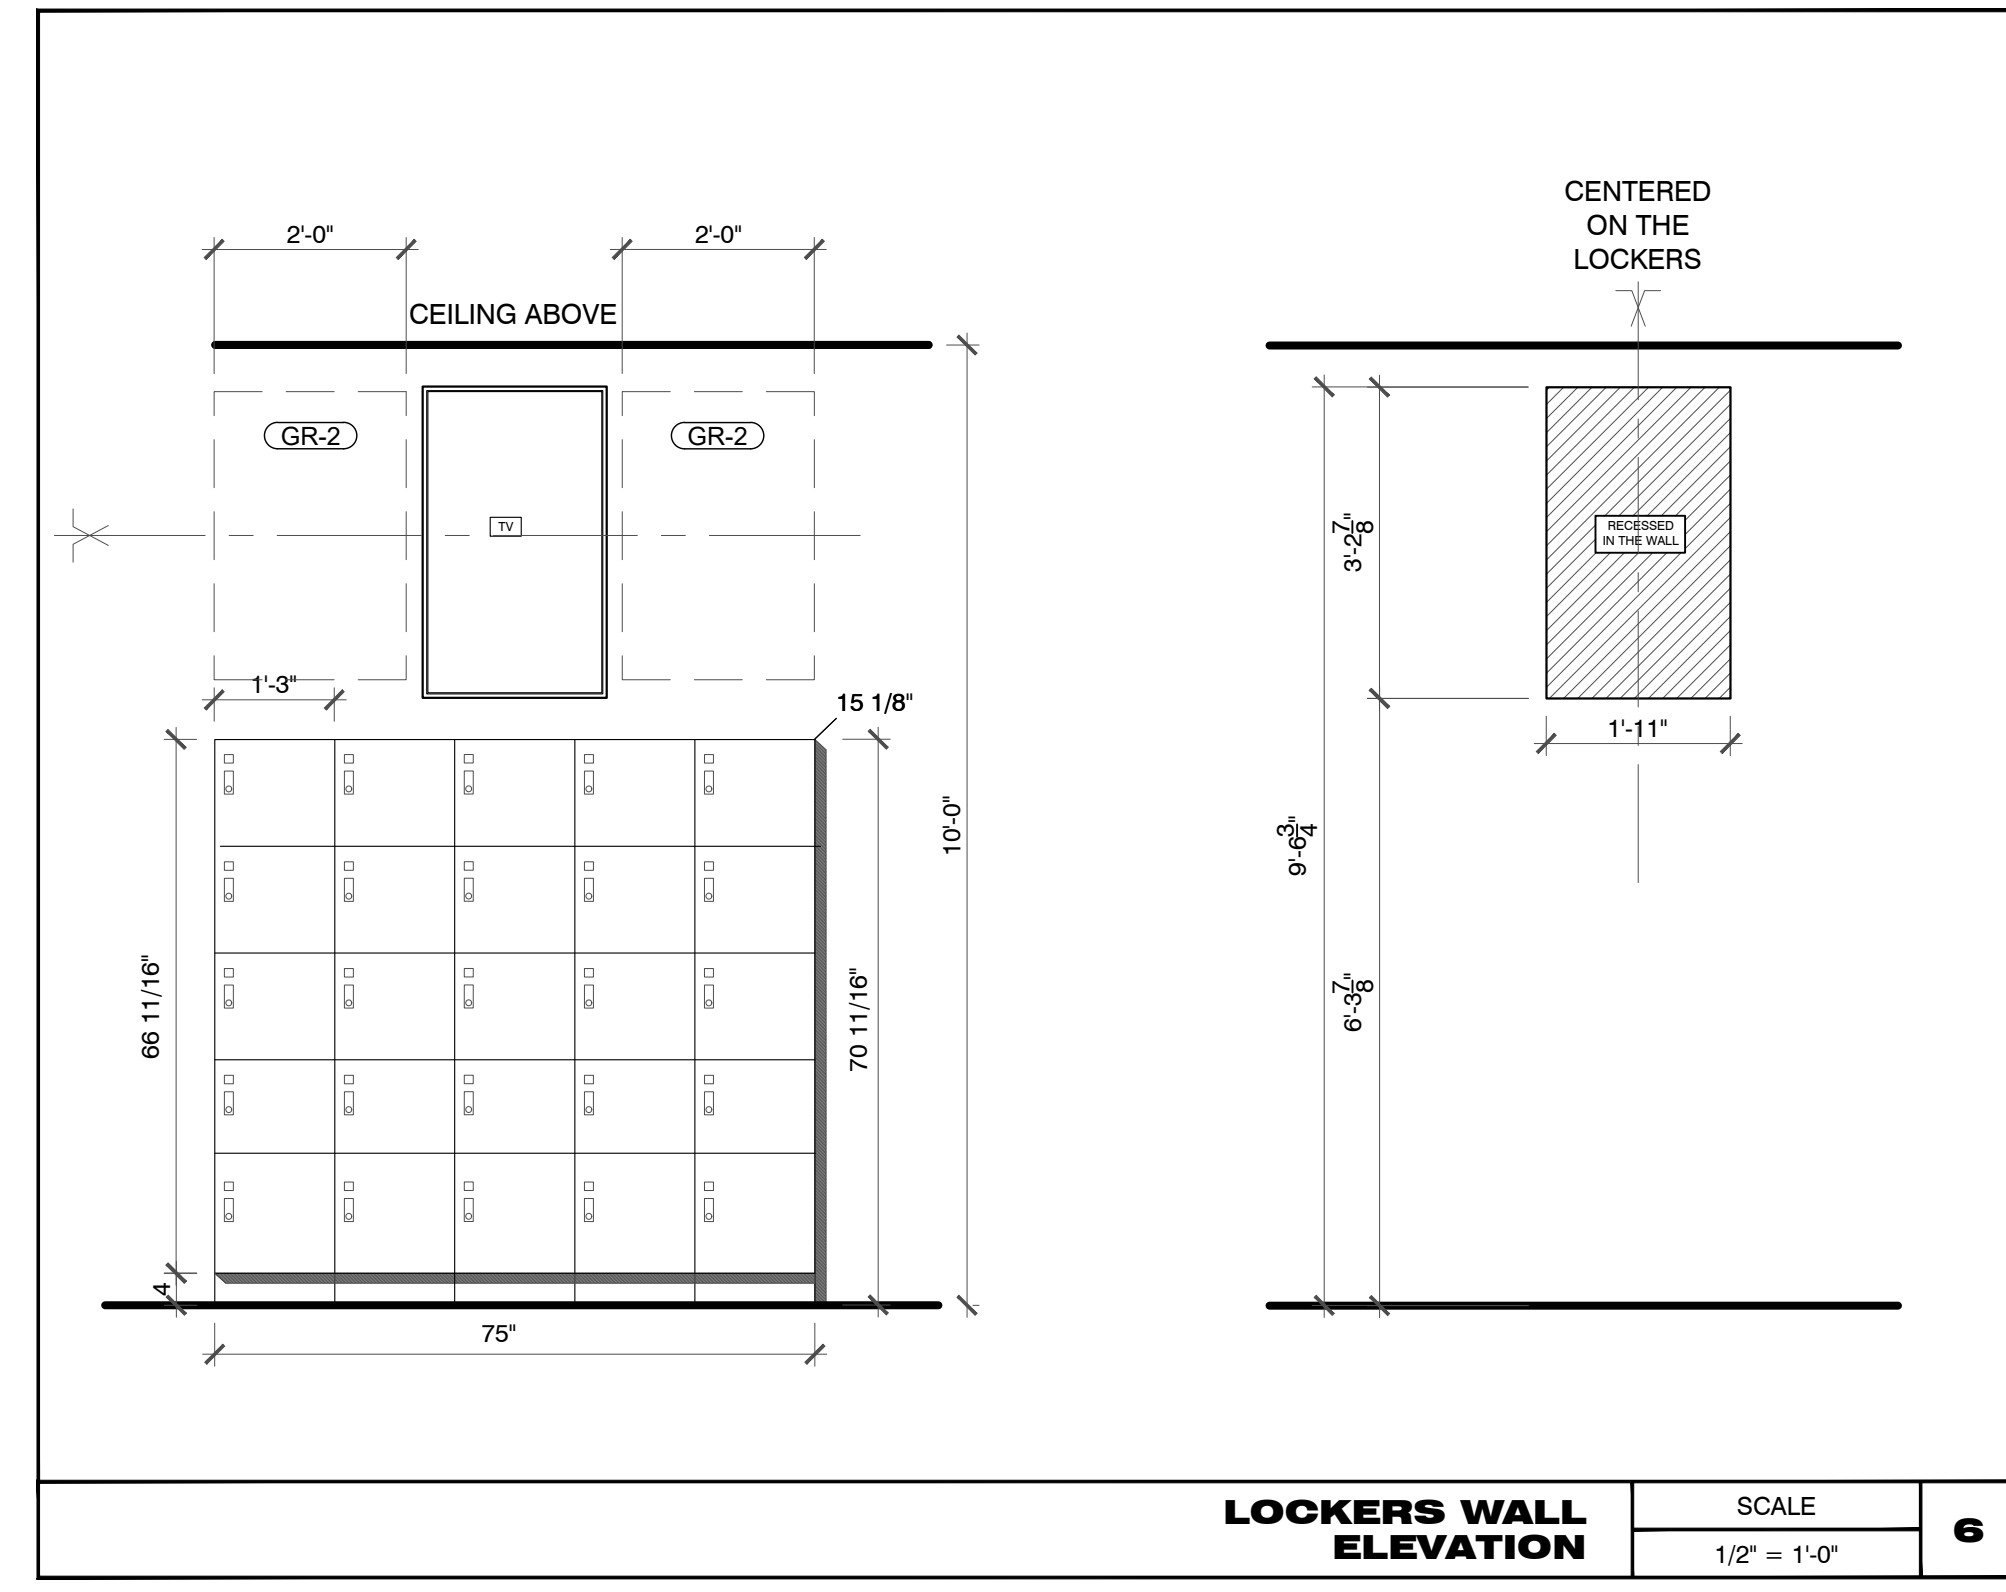 CENTERED
ON THE
LOCKERS
2'-0"
2'-0"
CEILING ABOVE
GR-2
GR-2
TV
RECESSED
IN THE WALL
3'-2 7/8"
1'-3"
15 1/8"
1'-11"
10'-0"
9'-6 3/4"
66 11/16"
70 11/16"
6'-3 7/8"
4
75"
LOCKERS WALL
ELEVATION
SCALE
1/2" = 1'-0"
6